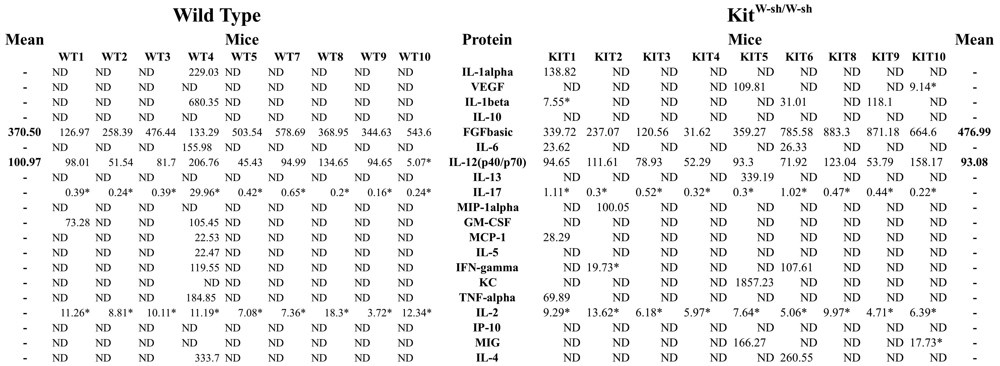 Wild Type Kit^W-sh/W-sh
Mean Mice Protein Mice Mean
WT1 WT2 WT3 WT4 WT5 WT7 WT8 WT9 WT10 KIT1 KIT2 KIT3 KIT4 KIT5 KIT6 KIT8 KIT9 KIT10
- ND ND ND 229.03 ND ND ND ND ND IL-1alpha 138.82 ND ND ND ND ND ND ND ND -
- ND ND ND ND ND ND ND ND ND VEGF ND ND ND ND 109.81 ND ND ND 9.14* -
- ND ND ND 680.35 ND ND ND ND ND IL-1beta 7.55* ND ND ND ND 31.01 ND 118.1 ND -
- ND ND ND ND ND ND ND ND ND IL-10 ND ND ND ND ND ND ND ND ND -
370.50 126.97 258.39 476.44 133.29 503.54 578.69 368.95 344.63 543.6 FGFbasic 339.72 237.07 120.56 31.62 359.27 785.58 883.3 871.18 664.6 476.99
- ND ND ND 155.98 ND ND ND ND ND IL-6 23.62 ND ND ND ND 26.33 ND ND ND -
100.97 98.01 51.54 81.7 206.76 45.43 94.99 134.65 94.65 5.07* IL-12(p40/p70) 94.65 111.61 78.93 52.29 93.3 71.92 123.04 53.79 158.17 93.08
- ND ND ND ND ND ND ND ND ND IL-13 ND ND ND ND 339.19 ND ND ND ND -
- 0.39* 0.24* 0.39* 29.96* 0.42* 0.65* 0.2* 0.16* 0.24* IL-17 1.11* 0.3* 0.52* 0.32* 0.3* 1.02* 0.47* 0.44* 0.22* -
- ND ND ND ND ND ND ND ND ND MIP-1alpha ND 100.05 ND ND ND ND ND ND ND -
- 73.28 ND ND 105.45 ND ND ND ND ND GM-CSF ND ND ND ND ND ND ND ND ND -
- ND ND ND 22.53 ND ND ND ND ND MCP-1 28.29 ND ND ND ND ND ND ND ND -
- ND ND ND 22.47 ND ND ND ND ND IL-5 ND ND ND ND ND ND ND ND ND -
- ND ND ND 119.55 ND ND ND ND ND IFN-gamma ND 19.73* ND ND ND 107.61 ND ND ND -
- ND ND ND ND ND ND ND ND ND KC ND ND ND ND 1857.23 ND ND ND ND -
- ND ND ND 184.85 ND ND ND ND ND TNF-alpha 69.89 ND ND ND ND ND ND ND ND -
- 11.26* 8.81* 10.11* 11.19* 7.08* 7.36* 18.3* 3.72* 12.34* IL-2 9.29* 13.62* 6.18* 5.97* 7.64* 5.06* 9.97* 4.71* 6.39* -
- ND ND ND ND ND ND ND ND ND IP-10 ND ND ND ND ND ND ND ND ND -
- ND ND ND ND ND ND ND ND ND MIG ND ND ND ND 166.27 ND ND ND 17.73* -
- ND ND ND 333.7 ND ND ND ND ND IL-4 ND ND ND ND ND 260.55 ND ND ND -